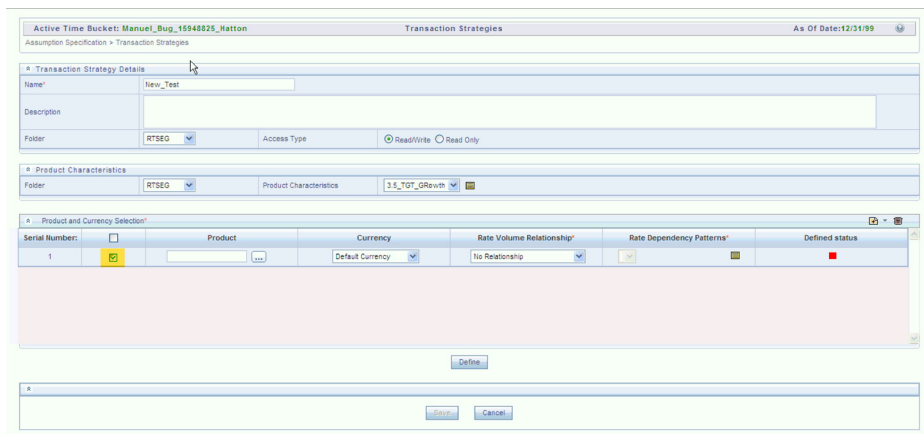 Active Time Bucket: Manuel_Bug_15948825_Hatton Transaction Strategies As Of Date:12/31/99
Assumption Specification > Transaction Strategies
Transaction Strategy Details
Name* New_Test
Description
Folder RTSEG Access Type Read/Write Read Only
Product Characteristics
Folder RTSEG Product Characteristics 3.5_TGT_GRowth
Product and Currency Selection*
Serial Number: Product Currency Rate Volume Relationship* Rate Dependency Patterns* Defined status
1 ... Default Currency No Relationship
Define
Save Cancel